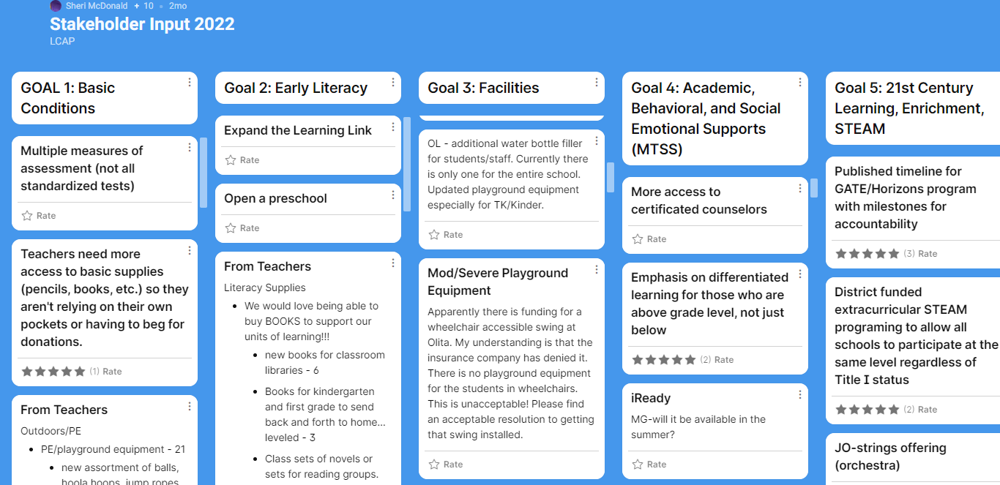 Sheri McDonald + 10 • 2mo
Stakeholder Input 2022
LCAP
GOAL 1: Basic
Conditions
Multiple measures of
assessment (not all
standardized tests)
Rate
Teachers need more
access to basic supplies
(pencils, books, etc.) so they
aren't relying on their own
pockets or having to beg for
donations.
(1) Rate
From Teachers
Outdoors/PE
• PE/playground equipment - 21
• new assortment of balls,
hoola hoops, jump ropes
Goal 2: Early Literacy
Expand the Learning Link
Rate
Open a preschool
Rate
From Teachers
Literacy Supplies
• We would love being able to
buy BOOKS to support our
units of learning!!!
• new books for classroom
libraries - 6
• Books for kindergarten
and first grade to send
back and forth to home...
leveled - 3
• Class sets of novels or
sets for reading groups.
Goal 3: Facilities
OL - additional water bottle filler
for students/staff. Currently there
is only one for the entire school.
Updated playground equipment
especially for TK/Kinder.
Rate
Mod/Severe Playground
Equipment
Apparently there is funding for a
wheelchair accessible swing at
Olita. My understanding is that the
insurance company has denied it.
There is no playground equipment
for the students in wheelchairs.
This is unacceptable! Please find
an acceptable resolution to getting
that swing installed.
Rate
Goal 4: Academic,
Behavioral, and Social
Emotional Supports
(MTSS)
More access to
certificated counselors
Rate
Emphasis on differentiated
learning for those who are
above grade level, not just
below
(2) Rate
iReady
MG-will it be available in the
summer?
Rate
Goal 5: 21st Century
Learning, Enrichment,
STEAM
Published timeline for
GATE/Horizons program
with milestones for
accountability
(3) Rate
District funded
extracurricular STEAM
programing to allow all
schools to participate at the
same level regardless of
Title I status
(2) Rate
JO-strings offering
(orchestra)